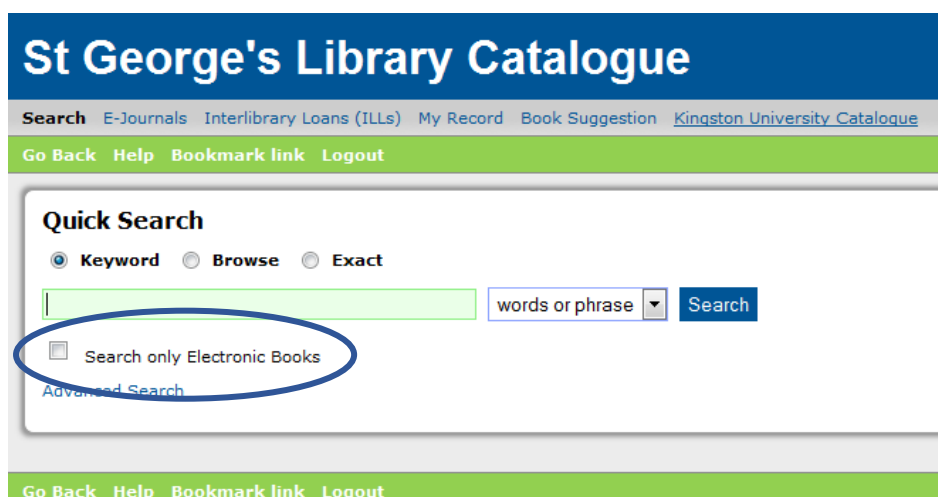 St George's Library Catalogue
Search E-Journals Interlibrary Loans (ILLs) My Record Book Suggestion Kingston University Catalogue
Go Back Help Bookmark link Logout
Quick Search
Keyword Browse Exact
words or phrase Search
Search only Electronic Books
Advanced Search
Go Back Help Bookmark link Logout